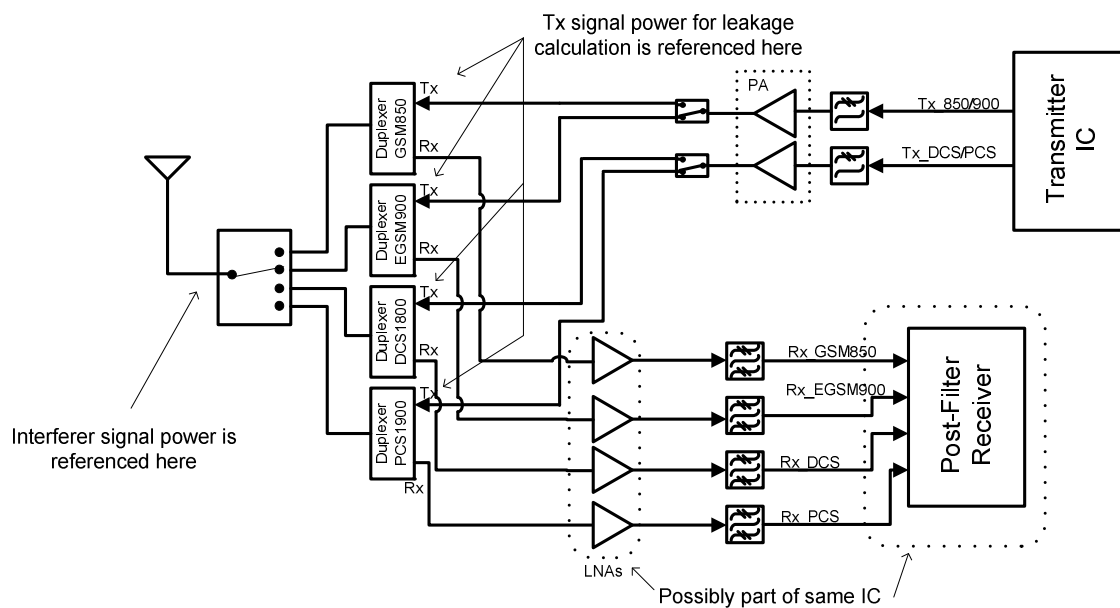 Tx signal power for leakage
calculation is referenced here
Tx
Duplexer
GSM850
Rx
PA
Tx_850/900
Tx_DCS/PCS
Transmitter
IC
Tx
Duplexer
EGSM900
Rx
Tx
Duplexer
DCS1800
Rx
Tx
Duplexer
PCS1900
Rx
Interferer signal power is
referenced here
Rx_GSM850
Rx_EGSM900
Rx_DCS
Rx_PCS
Post-Filter
Receiver
LNAs
Possibly part of same IC